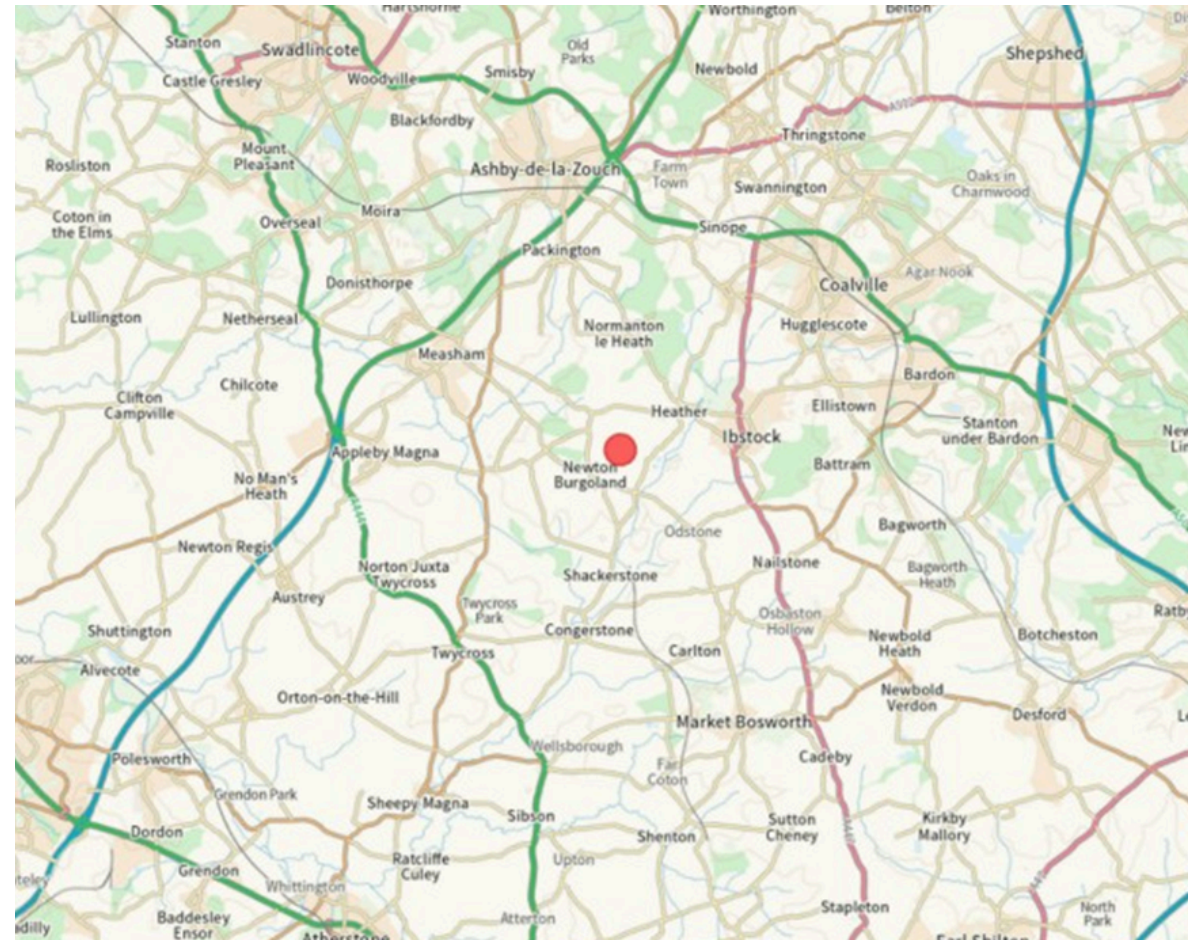 Hartshorne
Worthington
Belton
Stanton
Swadlincote
Old
Parks
Shepshed
Castle Gresley
Woodville
Smisby
Newbold
A512
Blackfordby
Thringstone
Mount
Pleasant
Rosliston
Ashby-de-la-Zouch
Farm
Town
Swannington
Oaks in
Charnwood
Coton in
the Elms
Overseal
Moira
Sinope
Packington
Donisthorpe
Coalville
Agar Nook
Lullington
Netherseal
Normanton
le Heath
Hugglescote
Measham
Chilcote
Bardon
Clifton
Campville
Heather
Ellistown
Stanton
under Bardon
Ibstock
Appleby Magna
No Man's
Heath
Newton
Burgoland
Battram
A444
Odstone
Bagworth
Newton Regis
Norton Juxta
Twycross
Shackerstone
Nailstone
Bagworth
Heath
Austrey
Twycross
Park
Osbaston
Hollow
Shuttington
Congerstone
Newbold
Heath
Botcheston
Alvecote
Twycross
Carlton
Orton-on-the-Hill
Newbold
Verdon
Market Bosworth
Desford
Polesworth
Wellsborough
Cadeby
Far
Coton
Grendon Park
Sheepy Magna
Sibson
Sutton
Cheney
Kirkby
Mallory
Dordon
Shenton
Ratcliffe
Culey
Upton
Grendon
Whittington
Baddesley
Ensor
Atterton
Stapleton
North
Park
Atherstone
Earl Shilton